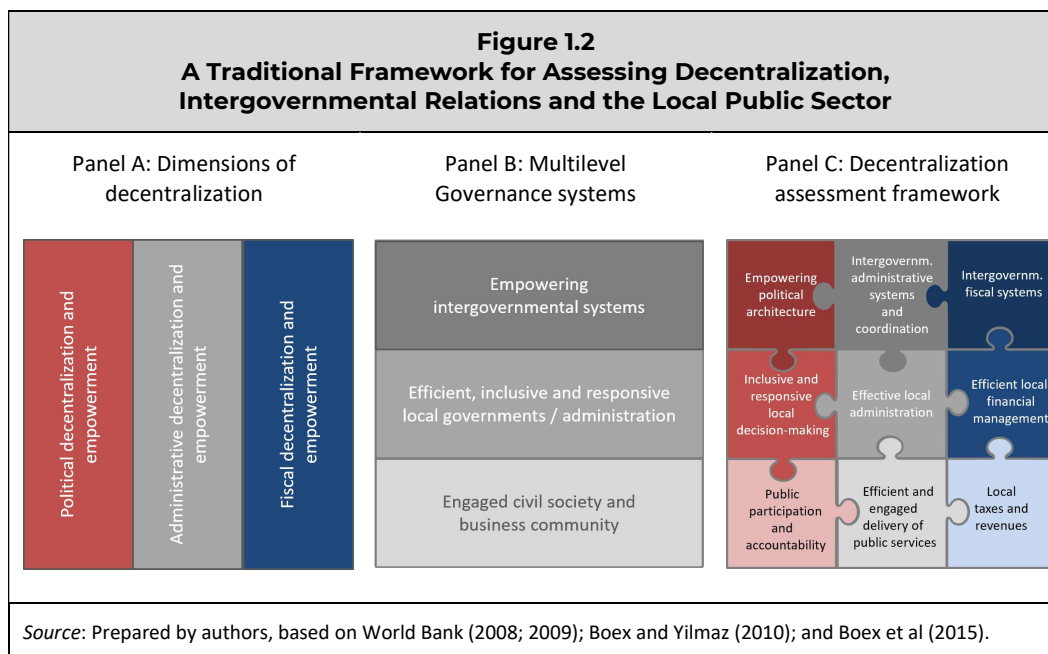 Figure 1.2
A Traditional Framework for Assessing Decentralization,
Intergovernmental Relations and the Local Public Sector
Panel A: Dimensions of
decentralization
Political decentralization and
empowerment
Administrative decentralization and
empowerment
Fiscal decentralization and
empowerment
Panel B: Multilevel
Governance systems
Empowering
intergovernmental systems
Efficient, inclusive and responsive
local governments / administration
Engaged civil society and
business community
Panel C: Decentralization
assessment framework
Empowering
political
architecture
Intergovernm.
administrative
systems
and
coordination
Intergovernm.
fiscal systems
Inclusive and
responsive
local
decision-making
Effective local
administration
Efficient local
financial
management
Public
participation
and
accountability
Efficient and
engaged
delivery of
public services
Local
taxes and
revenues
Source: Prepared by authors, based on World Bank (2008; 2009); Boex and Yilmaz (2010); and Boex et al (2015).